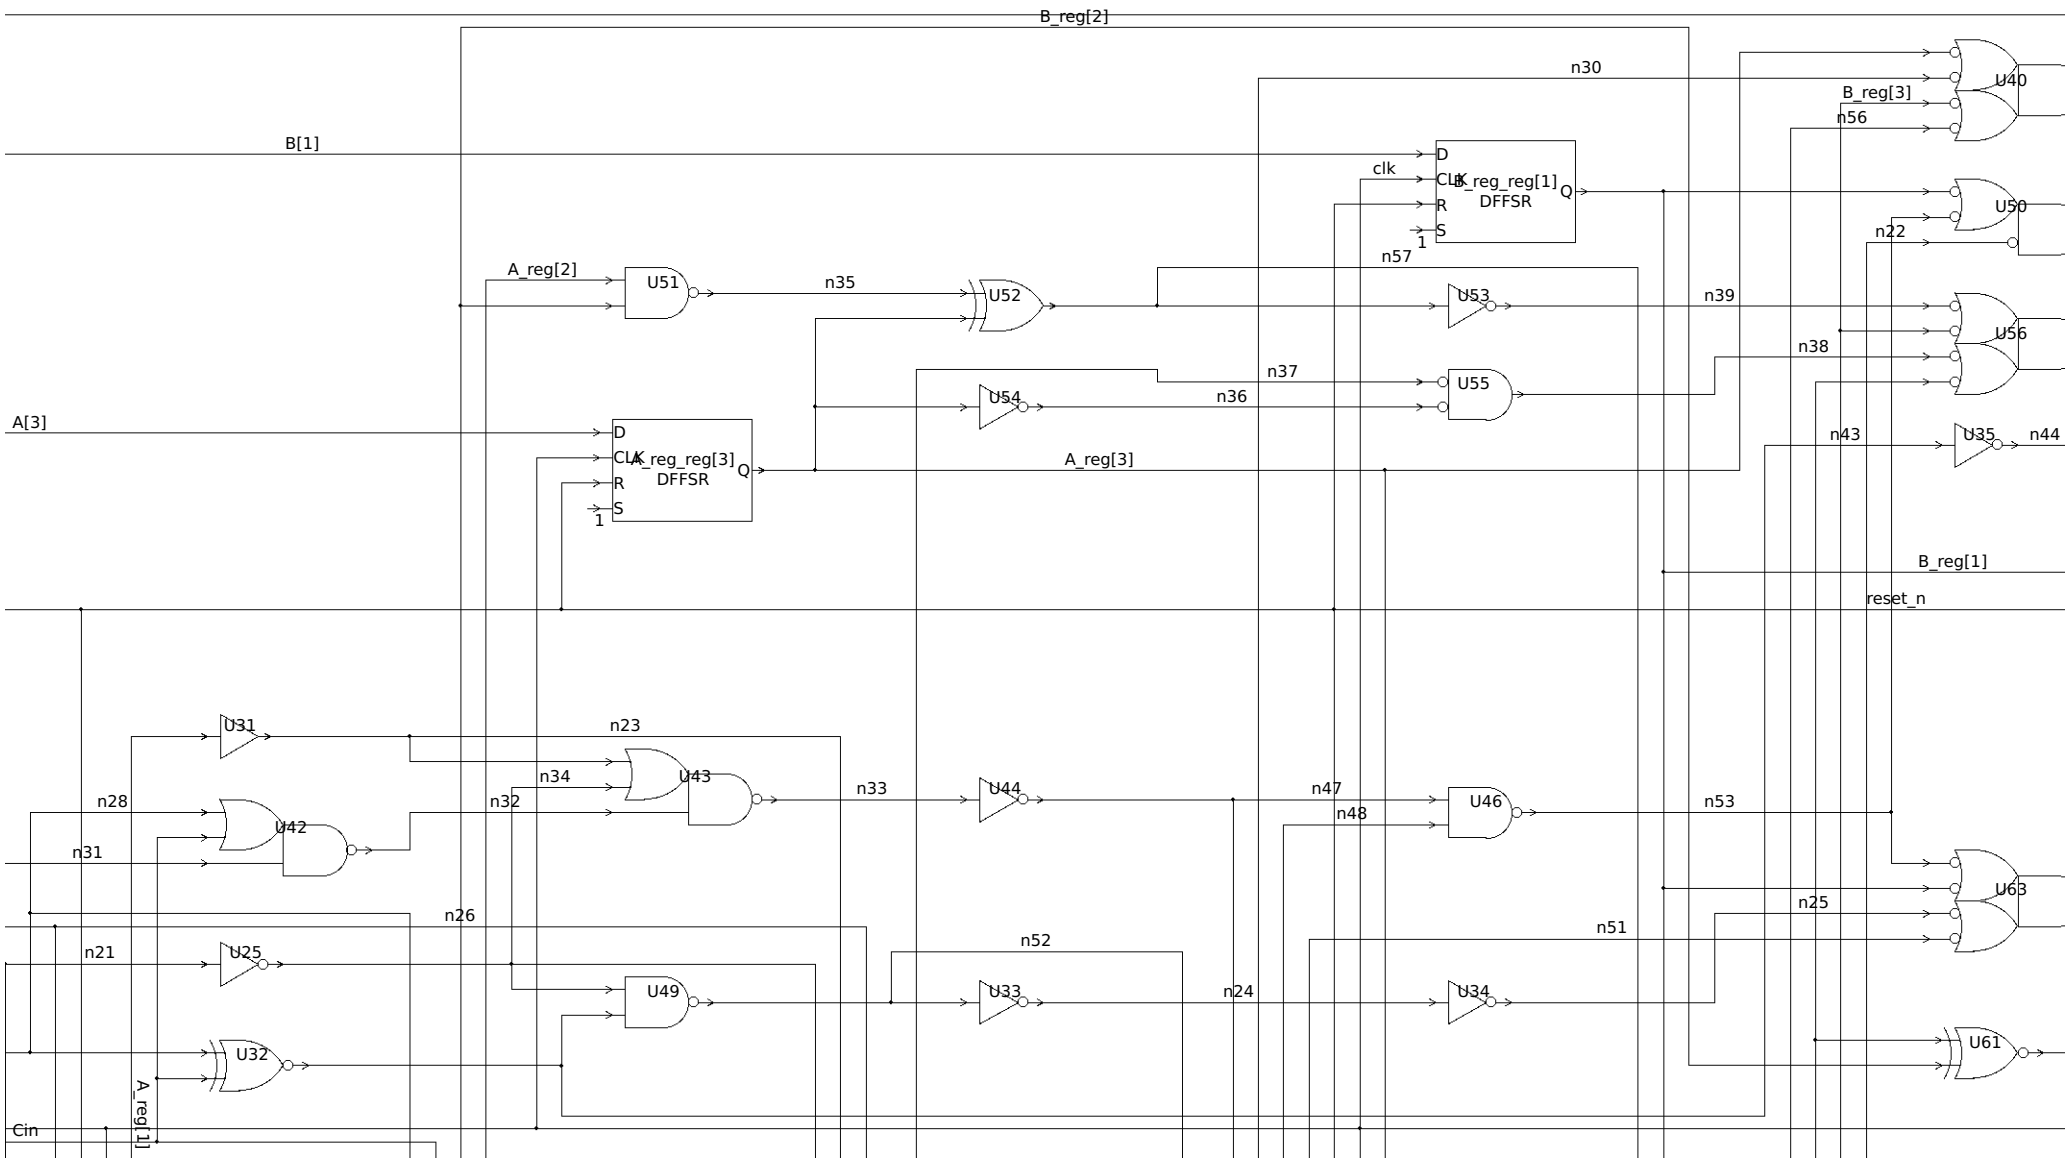 B_reg[2]
n30
U40
B_reg[3]
n56
B[1]
clk
D
CLK
B_reg_reg[1]
Q
DFFSR
R
S
1
U50
n22
n57
A_reg[2]
U51
n35
U52
U53
n39
U56
n38
n37
U55
U54
n36
A[3]
D
CLK
A_reg_reg[3]
Q
DFFSR
R
S
1
A_reg[3]
n43
U35
n44
B_reg[1]
reset_n
U31
n23
n34
U43
n28
n32
n33
U44
n47
U46
n53
n48
U42
n31
U63
n25
n26
n51
n21
U25
n52
U49
U33
n24
U34
U32
U61
A_reg[1]
Cin